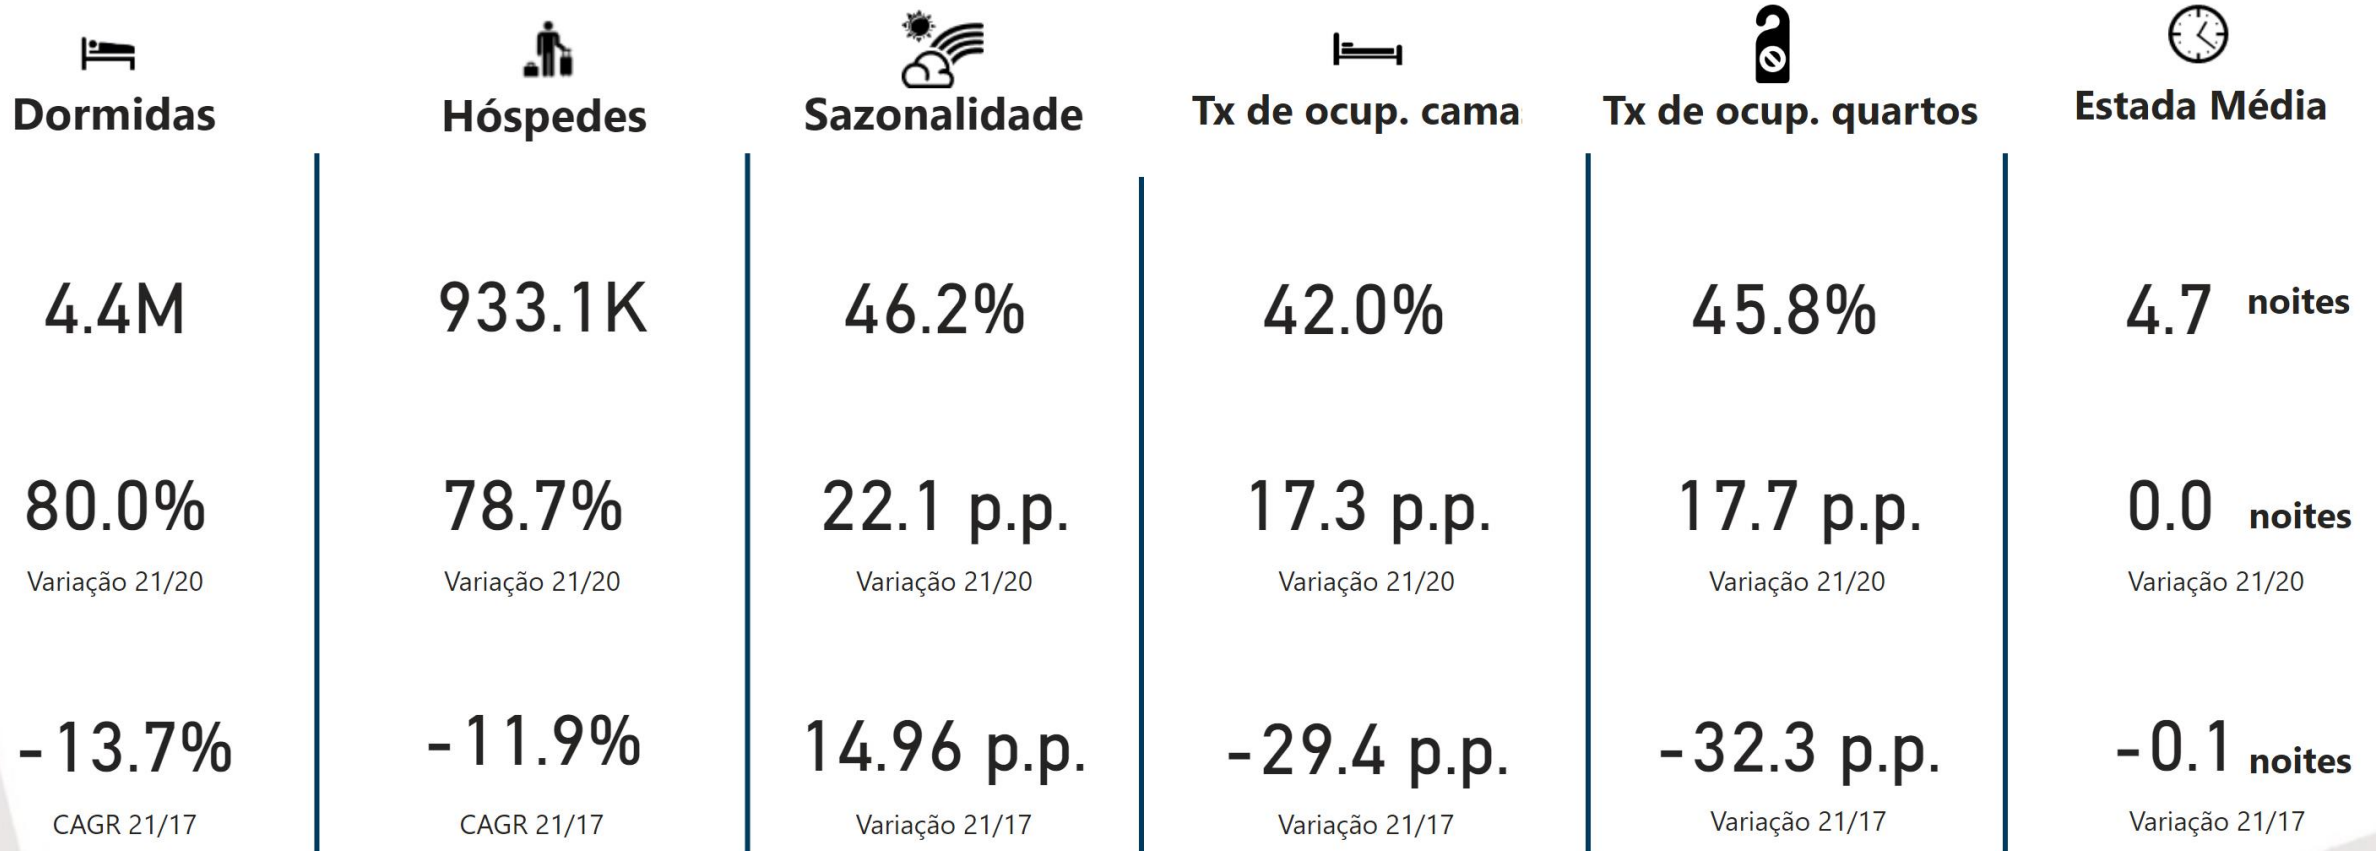 Dormidas
4.4M
80.0%
Variação 21/20
-13.7%
CAGR 21/17
Hóspedes
933.1K
78.7%
Variação 21/20
-11.9%
CAGR 21/17
Sazonalidade
46.2%
22.1 p.p.
Variação 21/20
14.96 p.p.
Variação 21/17
Tx de ocup. cama
42.0%
17.3 p.p.
Variação 21/20
-29.4 p.p.
Variação 21/17
Tx de ocup. quartos
45.8%
17.7 p.p.
Variação 21/20
-32.3 p.p.
Variação 21/17
Estada Média
4.7 noites
0.0 noites
Variação 21/20
-0.1 noites
Variação 21/17